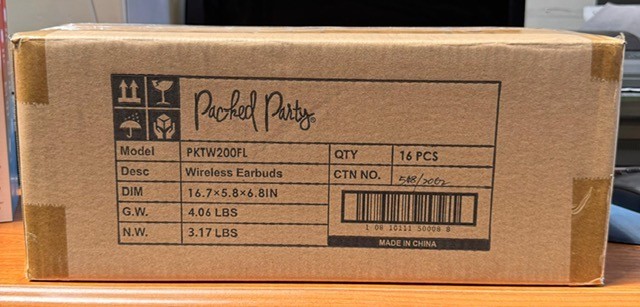 Packed Party
Model PKTW200FL QTY 16 PCS
Desc Wireless Earbuds CTN NO.
DIM 16.7×5.8×6.8IN
G.W. 4.06 LBS
N.W. 3.17 LBS
MADE IN CHINA